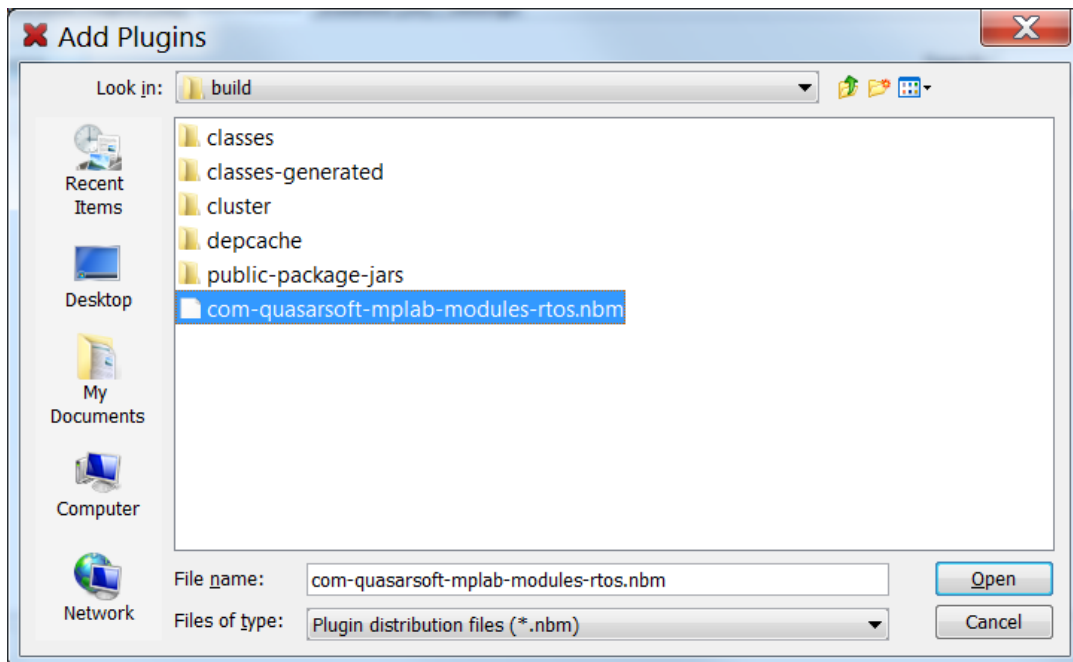 Add Plugins
Look in:
build
classes
classes-generated
cluster
depcache
public-package-jars
com-quasarsoft-mplab-modules-rtos.nbm
Recent
Items
Desktop
My
Documents
Computer
Network
File name:
com-quasarsoft-mplab-modules-rtos.nbm
Open
Files of type:
Plugin distribution files (*.nbm)
Cancel